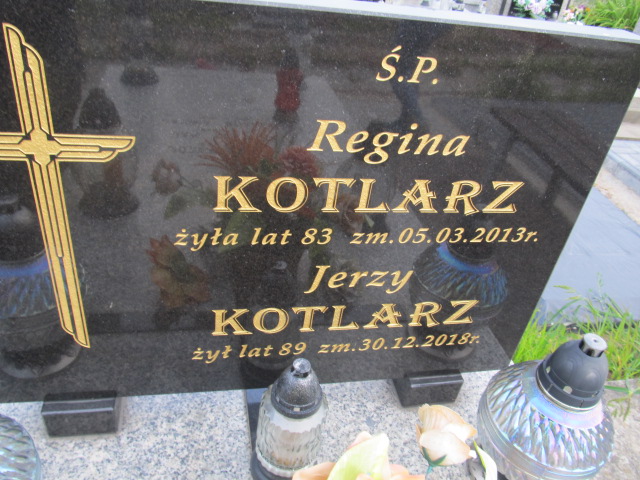 Ś.P.
Regina
KOTLARZ
żyła lat 83 zm.05.03.2013r.
Jerzy
KOTLARZ
żył lat 89 zm.30.12.2018r.